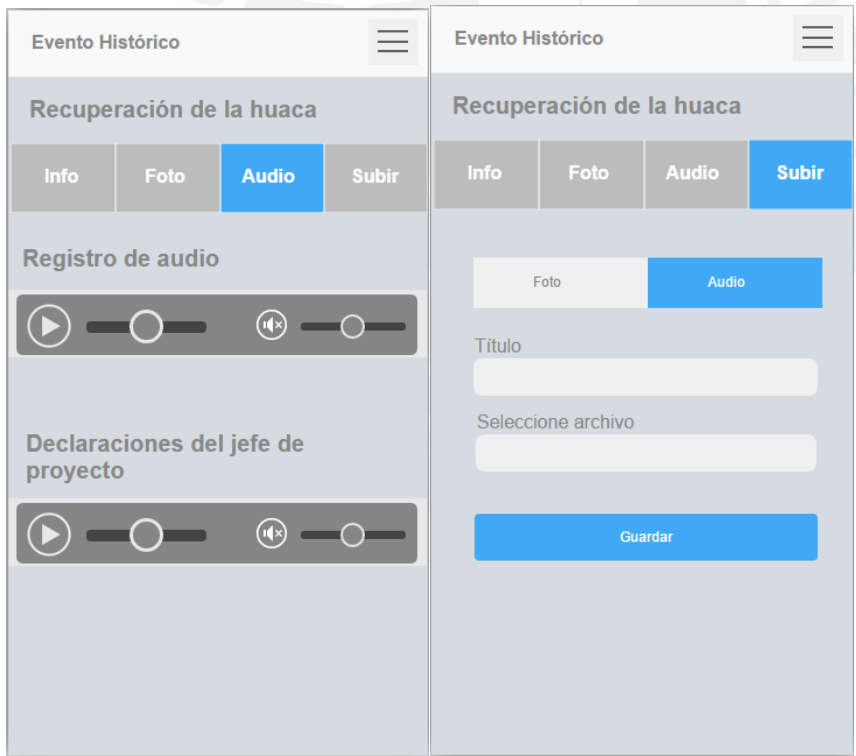 Evento Histórico
Recuperación de la huaca
Info Foto Audio Subir
Registro de audio
Declaraciones del jefe de
proyecto
Evento Histórico
Recuperación de la huaca
Info Foto Audio Subir
Foto Audio
Título
Seleccione archivo
Guardar